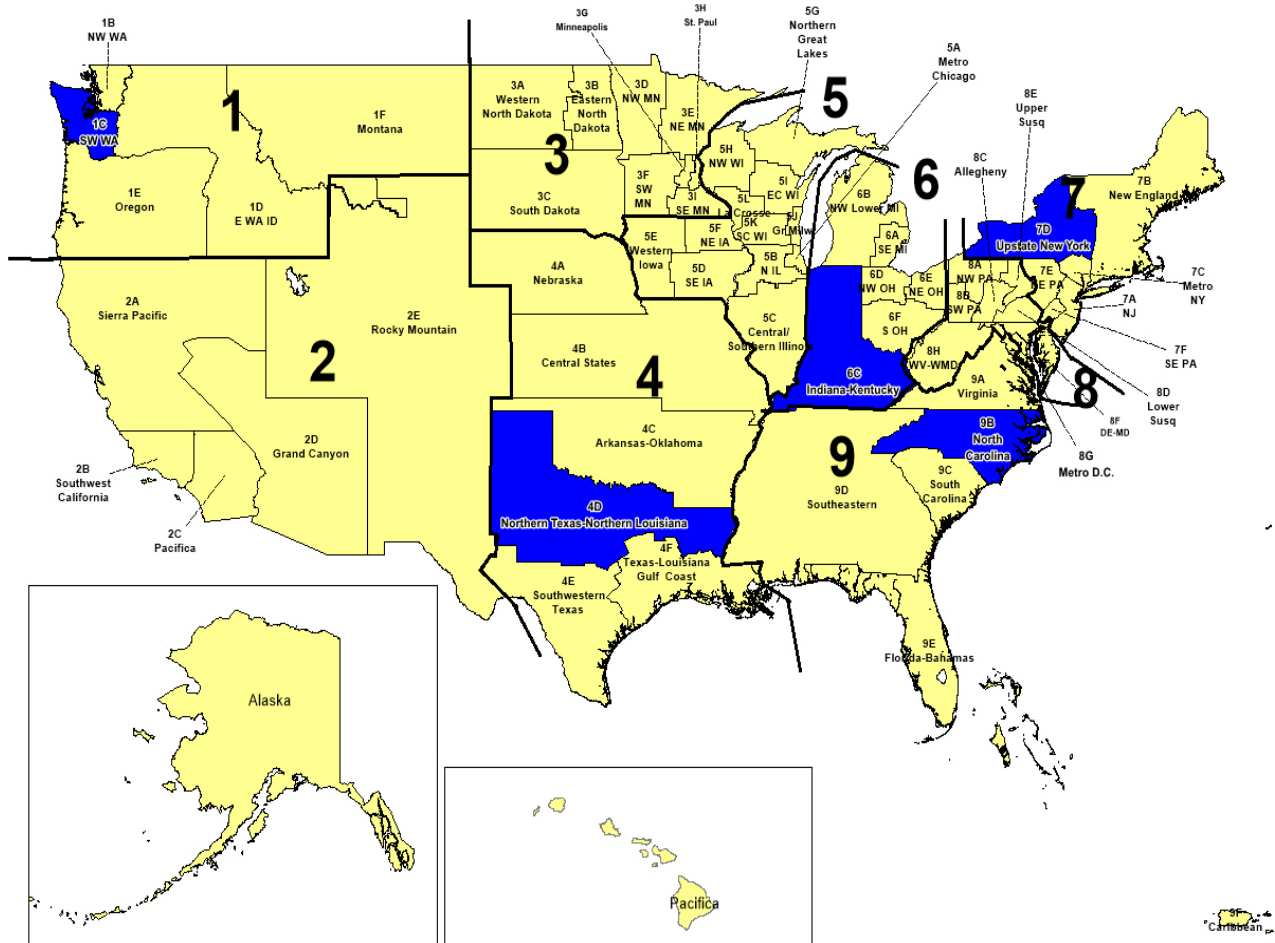 1B
NW WA
3G
Minneapolis
3H
St. Paul
5G
Northern
Great
Lakes
5A
Metro
Chicago
8E
Upper
Susq
8C
Allegheny
1
1C
SW WA
1F
Montana
1E
Oregon
1D
E WA ID
3A
Western
North Dakota
3B
Eastern
North
Dakota
3D
NW MN
3E
NE MN
3
3F
SW
MN
3I
SE MN
3C
South Dakota
5
5H
NW WI
5I
EC WI
5L
La Crosse
5K
SC WI
5J
Gr Milw
5F
NE IA
5E
Western
Iowa
5D
SE IA
5B
N IL
5C
Central/
Southern Illinois
6
6B
NW Lower MI
6A
SE MI
6D
NW OH
6E
NE OH
6F
S OH
6C
Indiana-Kentucky
7
7B
New England
7D
Upstate New York
7E
NE PA
7C
Metro
NY
7A
NJ
7F
SE PA
8A
NW PA
8B
SW PA
8H
WV-WMD
8
8D
Lower
Susq
8F
DE-MD
8G
Metro D.C.
2A
Sierra Pacific
2E
Rocky Mountain
2
2D
Grand Canyon
2B
Southwest
California
2C
Pacifica
4A
Nebraska
4B
Central States
4
4C
Arkansas-Oklahoma
4D
Northern Texas-Northern Louisiana
4F
Texas-Louisiana
Gulf Coast
4E
Southwestern
Texas
9A
Virginia
9B
North
Carolina
9
9C
South
Carolina
9D
Southeastern
9E
Florida-Bahamas
Alaska
Pacifica
9F
Caribbean